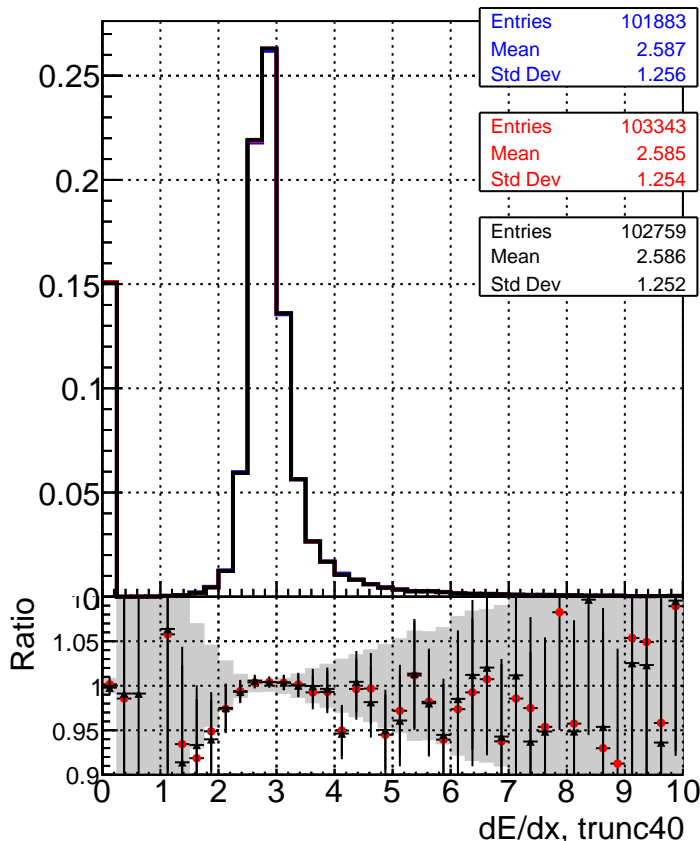 Entries 101883
Mean 2.587
Std Dev 1.256
Entries 103343
Mean 2.585
Std Dev 1.254
Entries 102759
Mean 2.586
Std Dev 1.252
0.25
0.2
0.15
0.1
0.05
0
Ratio
1.05
1
0.95
0.9
0 1 2 3 4 5 6 7 8 9 10
dE/dx, trunc40